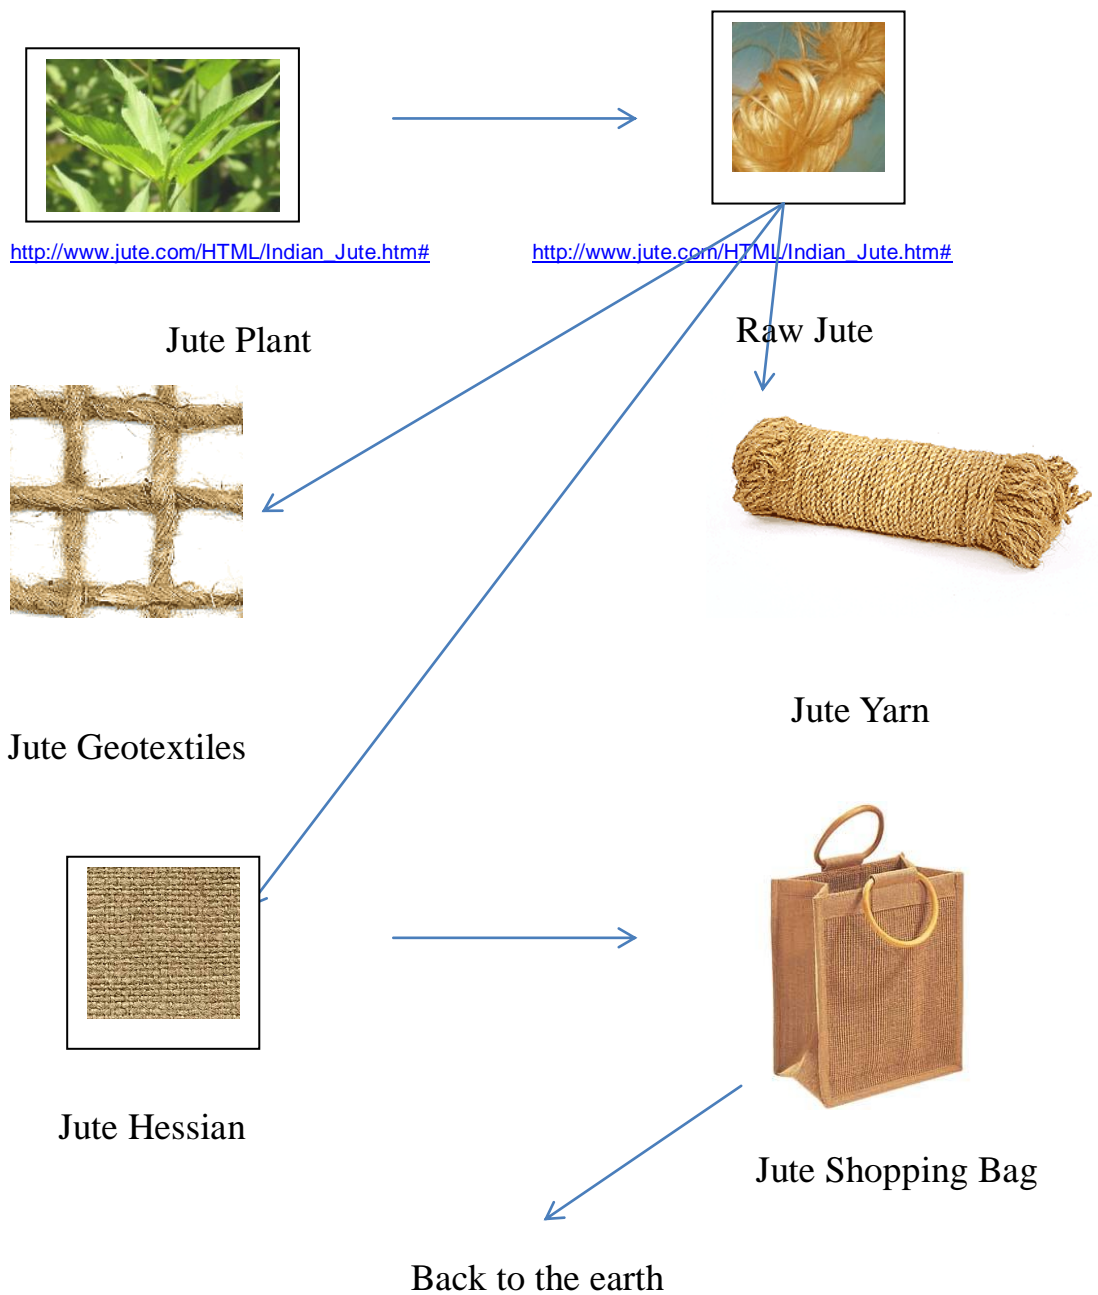 http://www.jute.com/HTML/Indian_Jute.htm#
http://www.jute.com/HTML/Indian_Jute.htm#
Jute Plant
Raw Jute
Jute Yarn
Jute Geotextiles
Jute Hessian
Jute Shopping Bag
Back to the earth